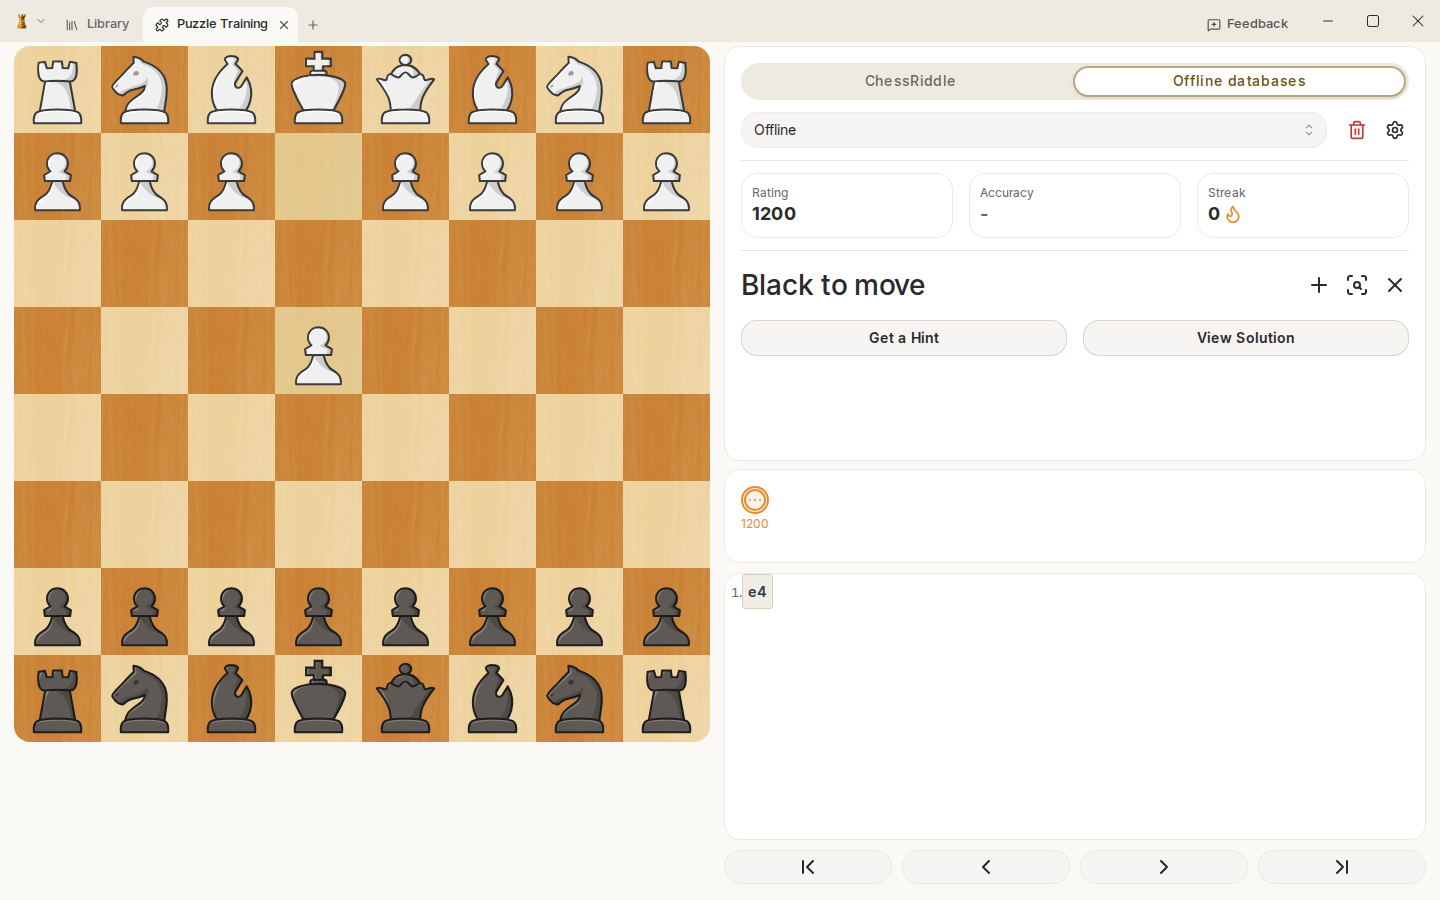 Library
Puzzle Training
Feedback
ChessRiddle
Offline databases
Offline
Rating
1200
Accuracy
-
Streak
0
Black to move
Get a Hint
View Solution
1200
1. e4